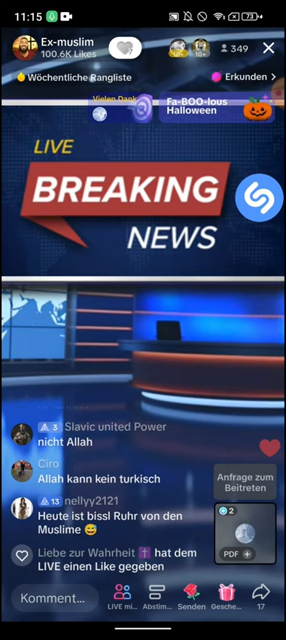 11:15
73
Ex-muslim
100.6K Likes
10+
349
Wöchentliche Rangliste
Erkunden >
Vielen Dank
Fa-BOO-lous
Halloween
LIVE
BREAKING
NEWS
3 Slavic united Power
nicht Allah
Ciro
Allah kann kein turkisch
13 nellyy2121
Heute ist bissl Ruhr von den
Muslime 😅
Liebe zur Wahrheit ✝️ hat dem
LIVE einen Like gegeben
Anfrage zum
Beitreten
2
PDF +
Komment...
LIVE mi...
Abstim...
Senden
Gesche...
17